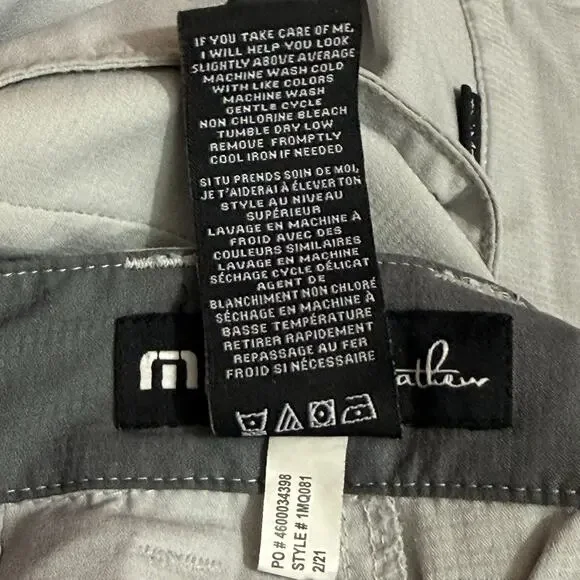 IF YOU TAKE CARE OF ME,
I WILL HELP YOU LOOK
SLIGHTLY ABOVE AVERAGE
MACHINE WASH COLD
WITH LIKE COLORS
MACHINE WASH
GENTLE CYCLE
NON CHLORINE BLEACH
TUMBLE DRY LOW
REMOVE PROMPTLY
COOL IRON IF NEEDED
SI TU PRENDS SOIN DE MOI,
JE T'AIDERAI À ÉLEVER TON
STYLE AU NIVEAU
SUPÉRIEUR
LAVAGE EN MACHINE À
FROID AVEC DES
COULEURS SIMILAIRES
LAVAGE EN MACHINE
SÉCHAGE CYCLE DÉLICAT
AGENT DE
BLANCHIMENT NON CHLORÉ
SÉCHAGE EN MACHINE À
BASSE TEMPÉRATURE
RETIRER RAPIDEMENT
REPASSAGE AU FER
FROID SI NÉCESSAIRE
m athew
PO # 4600034398
STYLE # 1MQ081
2/21